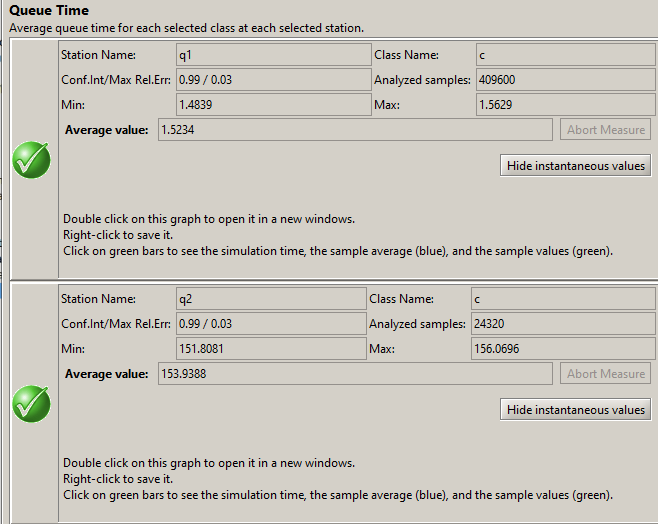 Queue Time
Average queue time for each selected class at each selected station.
Station Name: q1 Class Name: c
Conf.Int/Max Rel.Err: 0.99 / 0.03 Analyzed samples: 409600
Min: 1.4839 Max: 1.5629
Average value: 1.5234 Abort Measure
Hide instantaneous values
Double click on this graph to open it in a new windows.
Right-click to save it.
Click on green bars to see the simulation time, the sample average (blue), and the sample values (green).
Station Name: q2 Class Name: c
Conf.Int/Max Rel.Err: 0.99 / 0.03 Analyzed samples: 24320
Min: 151.8081 Max: 156.0696
Average value: 153.9388 Abort Measure
Hide instantaneous values
Double click on this graph to open it in a new windows.
Right-click to save it.
Click on green bars to see the simulation time, the sample average (blue), and the sample values (green).